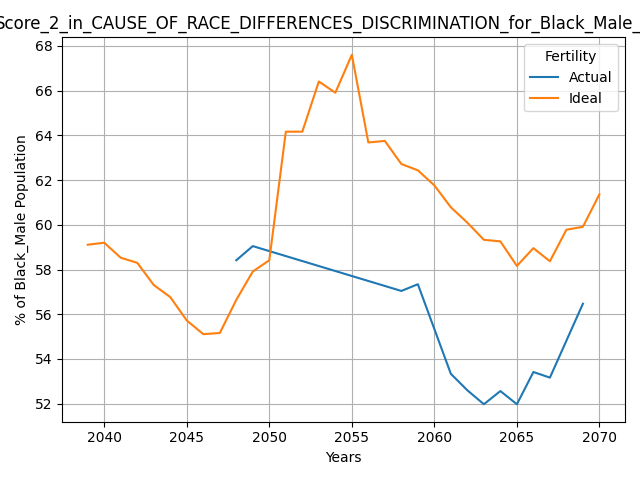 Score_2_in_CAUSE_OF_RACE_DIFFERENCES_DISCRIMINATION_for_Black_Male_
Fertility
Actual
Ideal
% of Black_Male Population
68
66
64
62
60
58
56
54
52
2040 2045 2050 2055 2060 2065 2070
Years